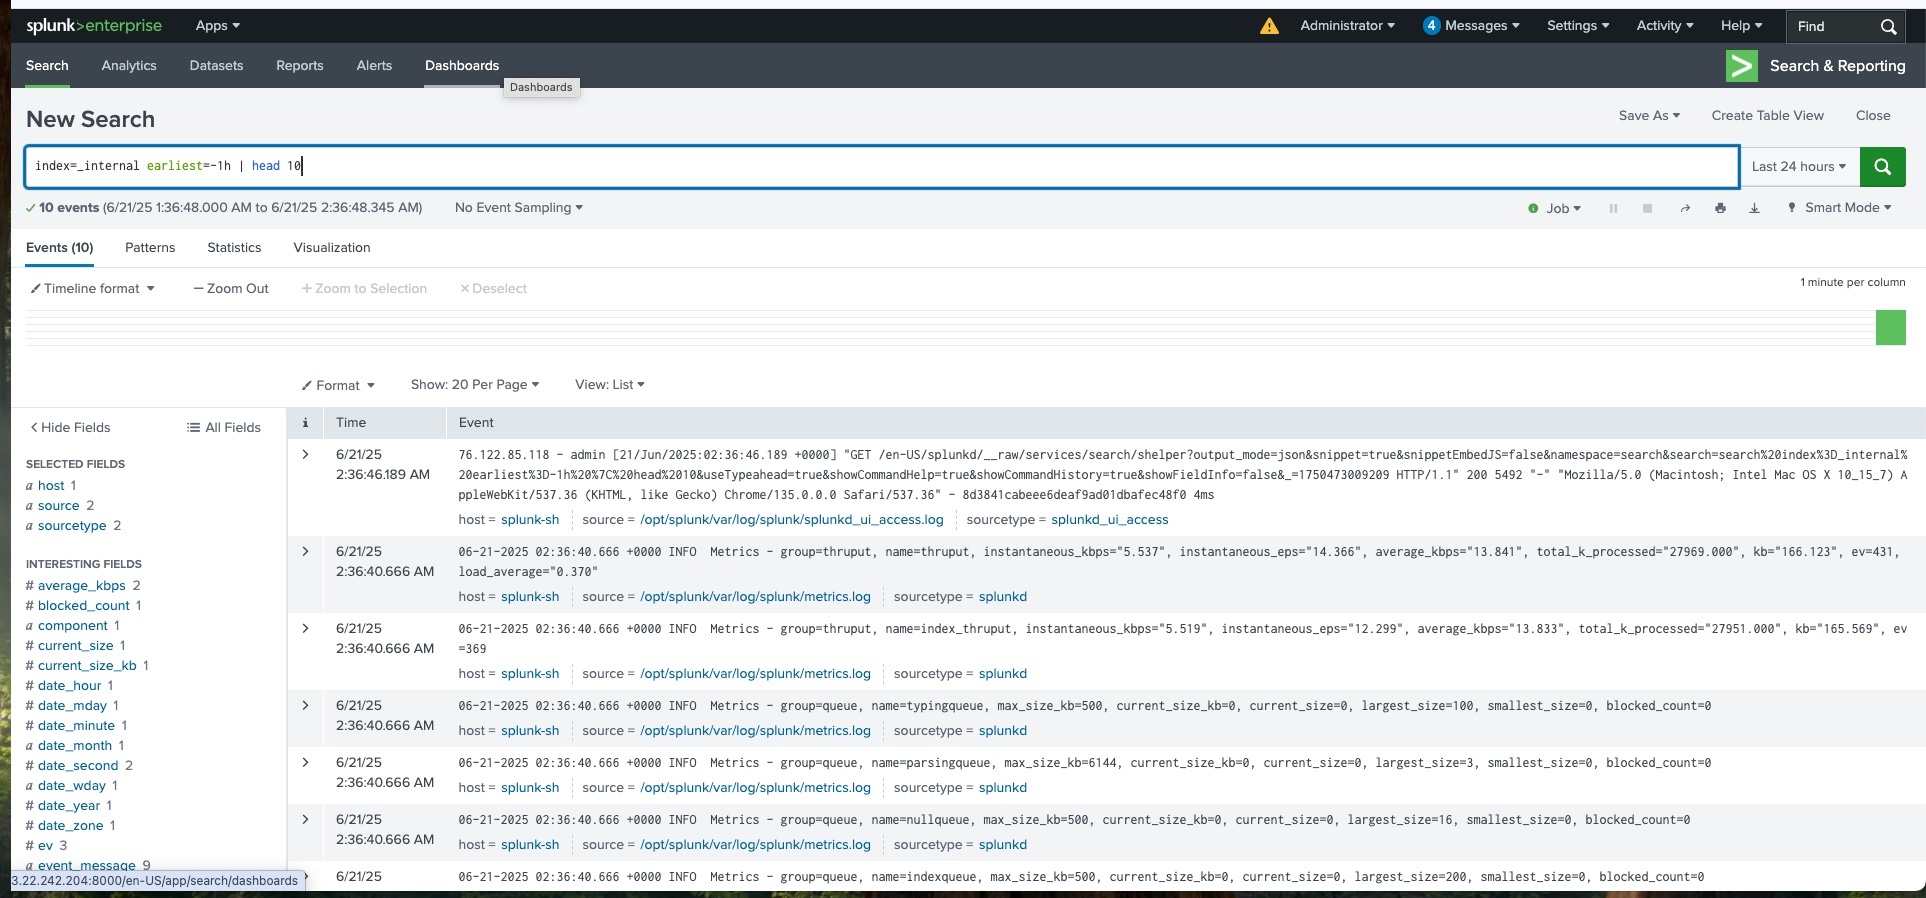 splunk>enterprise Apps Administrator 4 Messages Settings Activity Help Find
Search Analytics Datasets Reports Alerts Dashboards Search & Reporting
Dashboards
New Search Save As Create Table View Close
index=_internal earliest=-1h | head 10 Last 24 hours
10 events (6/21/25 1:36:48.000 AM to 6/21/25 2:36:48.345 AM) No Event Sampling Job Smart Mode
Events (10) Patterns Statistics Visualization
Timeline format — Zoom Out + Zoom to Selection × Deselect 1 minute per column
Format Show: 20 Per Page View: List
< Hide Fields All Fields
SELECTED FIELDS
a host 1
a source 2
a sourcetype 2
INTERESTING FIELDS
# average_kbps 2
# blocked_count 1
a component 1
# current_size 1
# current_size_kb 1
# date_hour 1
# date_mday 1
# date_minute 1
a date_month 1
# date_second 2
a date_wday 1
# date_year 1
# date_zone 1
# ev 3
a event_message 9
3.22.242.204:8000/en-US/app/search/dashboards
i Time Event
6/21/25
2:36:46.189 AM
76.122.85.118 - admin [21/Jun/2025:02:36:46.189 +0000] "GET /en-US/splunkd/__raw/services/search/shelper?output_mode=json&snippet=true&snippetEmbedJS=false&namespace=search&search=search%20index%3D_internal%
20earliest%3D-1h%20%7C%20head%2010&useTypeahead=true&showCommandHelp=true&showCommandHistory=true&showFieldInfo=false&_=1750473009209 HTTP/1.1" 200 5492 "-" "Mozilla/5.0 (Macintosh; Intel Mac OS X 10_15_7) A
ppleWebKit/537.36 (KHTML, like Gecko) Chrome/135.0.0.0 Safari/537.36" - 8d3841cabeee6deaf9ad01dbafec48f0 4ms
host = splunk-sh source = /opt/splunk/var/log/splunk/splunkd_ui_access.log sourcetype = splunkd_ui_access
6/21/25
2:36:40.666 AM
06-21-2025 02:36:40.666 +0000 INFO Metrics - group=thruput, name=thruput, instantaneous_kbps="5.537", instantaneous_eps="14.366", average_kbps="13.841", total_k_processed="27969.000", kb="166.123", ev=431,
load_average="0.370"
host = splunk-sh source = /opt/splunk/var/log/splunk/metrics.log sourcetype = splunkd
6/21/25
2:36:40.666 AM
06-21-2025 02:36:40.666 +0000 INFO Metrics - group=thruput, name=index_thruput, instantaneous_kbps="5.519", instantaneous_eps="12.299", average_kbps="13.833", total_k_processed="27951.000", kb="165.569", ev
=369
host = splunk-sh source = /opt/splunk/var/log/splunk/metrics.log sourcetype = splunkd
6/21/25
2:36:40.666 AM
06-21-2025 02:36:40.666 +0000 INFO Metrics - group=queue, name=typingqueue, max_size_kb=500, current_size_kb=0, current_size=0, largest_size=100, smallest_size=0, blocked_count=0
host = splunk-sh source = /opt/splunk/var/log/splunk/metrics.log sourcetype = splunkd
6/21/25
2:36:40.666 AM
06-21-2025 02:36:40.666 +0000 INFO Metrics - group=queue, name=parsingqueue, max_size_kb=6144, current_size_kb=0, current_size=0, largest_size=3, smallest_size=0, blocked_count=0
host = splunk-sh source = /opt/splunk/var/log/splunk/metrics.log sourcetype = splunkd
6/21/25
2:36:40.666 AM
06-21-2025 02:36:40.666 +0000 INFO Metrics - group=queue, name=nullqueue, max_size_kb=500, current_size_kb=0, current_size=0, largest_size=16, smallest_size=0, blocked_count=0
host = splunk-sh source = /opt/splunk/var/log/splunk/metrics.log sourcetype = splunkd
6/21/25
06-21-2025 02:36:40.666 +0000 INFO Metrics - group=queue, name=indexqueue, max_size_kb=500, current_size_kb=0, current_size=0, largest_size=200, smallest_size=0, blocked_count=0